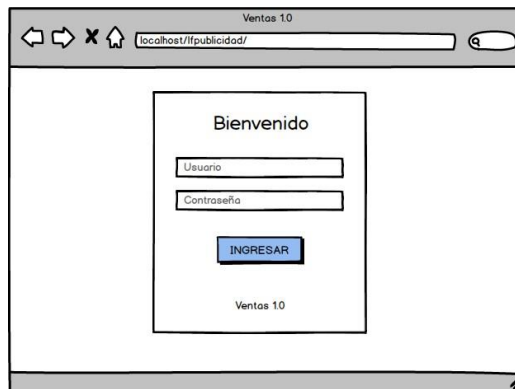 Ventas 1.0
localhost/lfpublicidad/
Bienvenido
Usuario
Contraseña
INGRESAR
Ventas 1.0